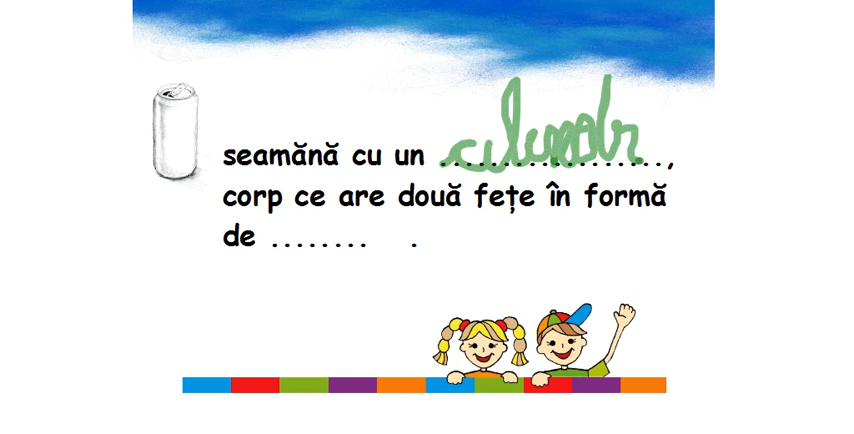 seamănă cu un cilindr..,
corp ce are două fețe în formă
de ........ .